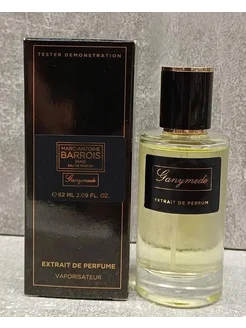 TESTER DEMONSTRATION
MARC-ANTOINE
BARROIS
PARIS
EAU DE PARFUM
Ganymede
62 ML 2.09 FL. OZ.
EXTRAIT DE PERFUME
VAPORISATEUR
Ganymede
EXTRAIT DE PERFUM